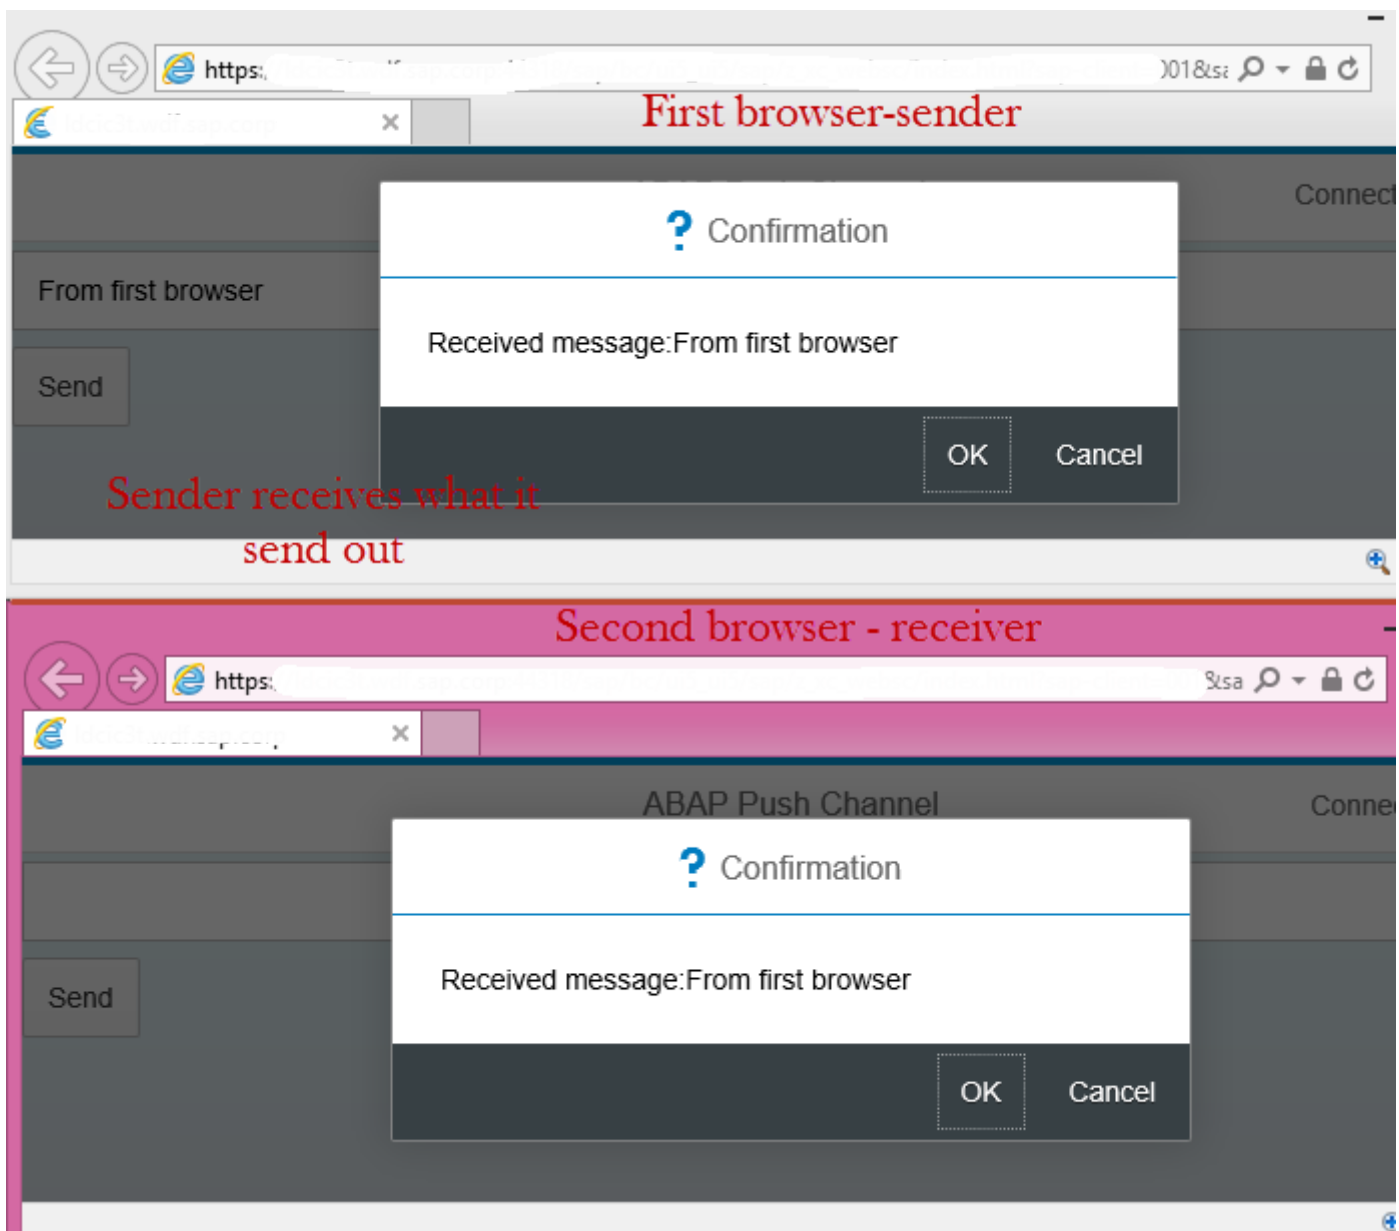 https:
001&sa
First browser-sender
Connect
Confirmation
From first browser
Received message:From first browser
Send
OK Cancel
Sender receives what it
send out
Second browser - receiver
https:
&sa
ABAP Push Channel
Conne
Confirmation
Received message:From first browser
Send
OK Cancel